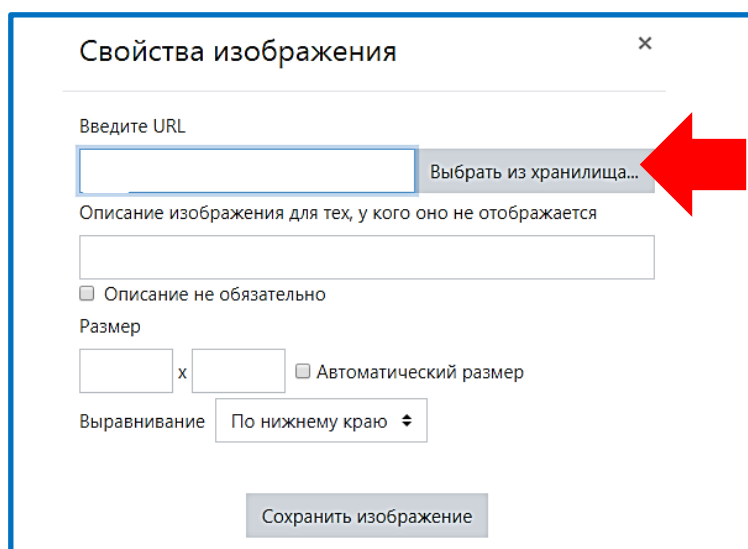 Свойства изображения
×
Введите URL
Выбрать из хранилища...
Описание изображения для тех, у кого оно не отображается
Описание не обязательно
Размер
x Автоматический размер
Выравнивание По нижнему краю
Сохранить изображение